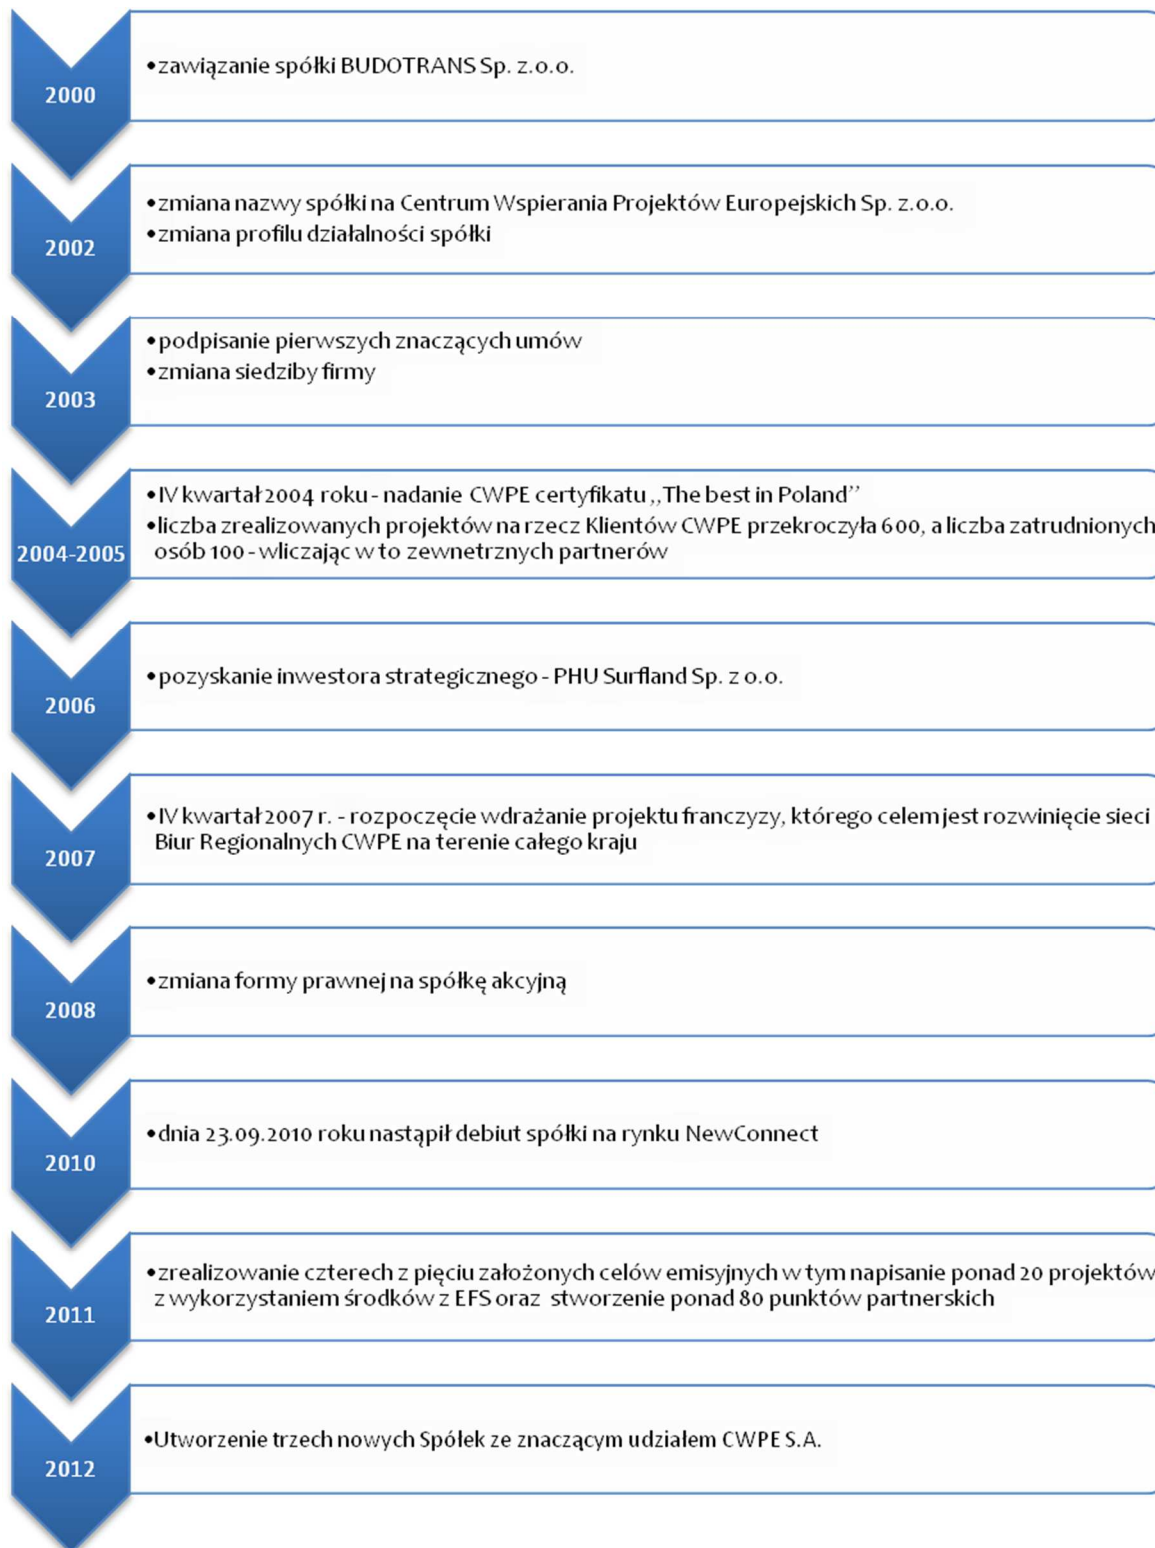 2000
•zawiązanie spółki BUDOTRANS Sp. z.o.o.
2002
•zmiana nazwy spółki na Centrum Wspierania Projektów Europejskich Sp. z.o.o.
•zmiana profilu działalności spółki
2003
•podpisanie pierwszych znaczących umów
•zmiana siedziby firmy
2004-2005
•IV kwartał 2004 roku - nadanie CWPE certyfikatu ,,The best in Poland’’
•liczba zrealizowanych projektów na rzecz Klientów CWPE przekroczyła 600, a liczba zatrudnionych
osób 100 - wliczając w to zewnetrznych partnerów
2006
•pozyskanie inwestora strategicznego - PHU Surfland Sp. z o.o.
2007
•IV kwartał 2007 r. - rozpoczęcie wdrażanie projektu franczyzy, którego celem jest rozwinięcie sieci
Biur Regionalnych CWPE na terenie całego kraju
2008
•zmiana formy prawnej na spółkę akcyjną
2010
•dnia 23.09.2010 roku nastąpił debiut spółki na rynku NewConnect
2011
•zrealizowanie czterech z pięciu założonych celów emisyjnych w tym napisanie ponad 20 projektów
z wykorzystaniem środków z EFS oraz stworzenie ponad 80 punktów partnerskich
2012
•Utworzenie trzech nowych Spółek ze znaczącym udziałem CWPE S.A.